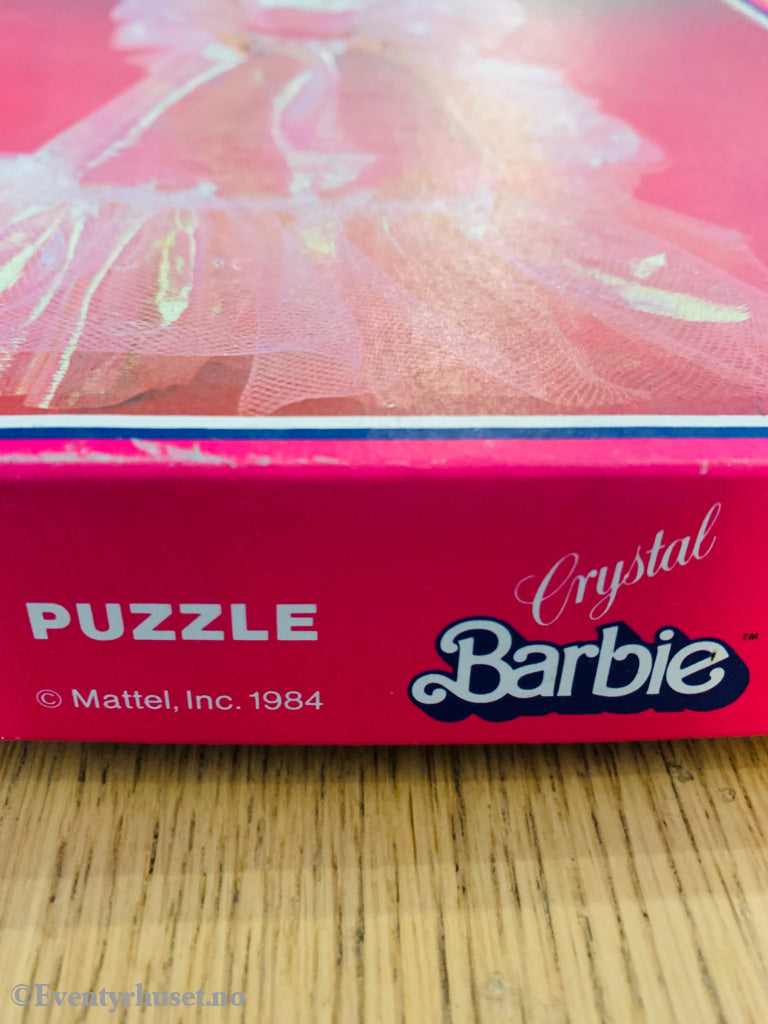 Crystal
PUZZLE
Barbie™
© Mattel, Inc. 1984
©Eventyrhuset.no